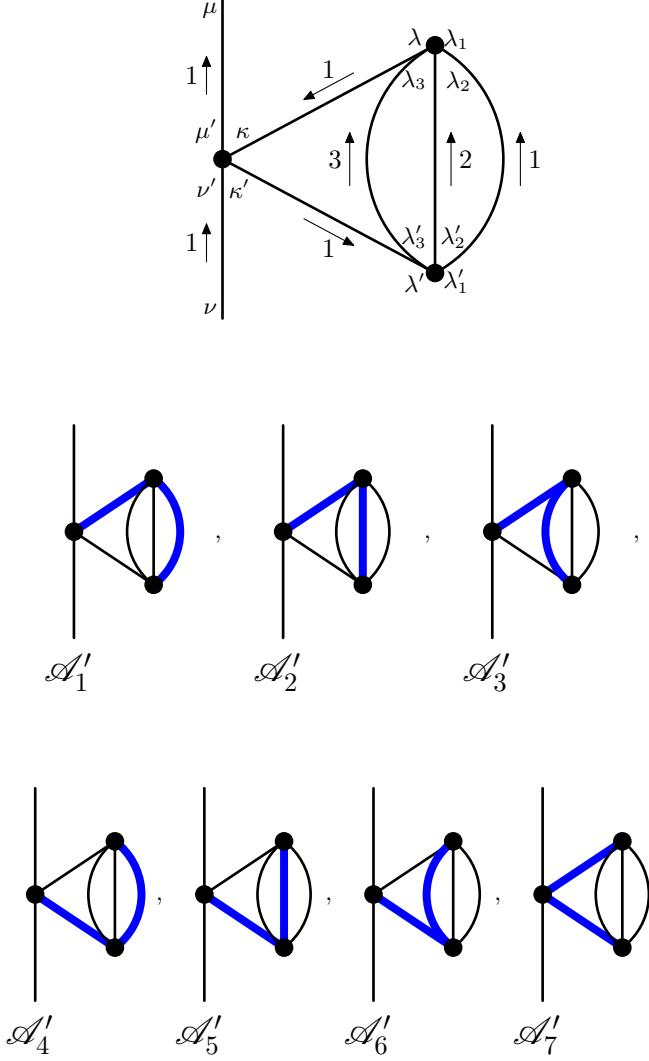 μ
λ λ₁
1 1 λ₃ λ₂
μ′ κ
3 2 1
ν′ κ′
1 1 λ′₃ λ′₂
λ′ λ′₁
ν
, , ,
𝒜′₁ 𝒜′₂ 𝒜′₃
, , ,
𝒜′₄ 𝒜′₅ 𝒜′₆ 𝒜′₇